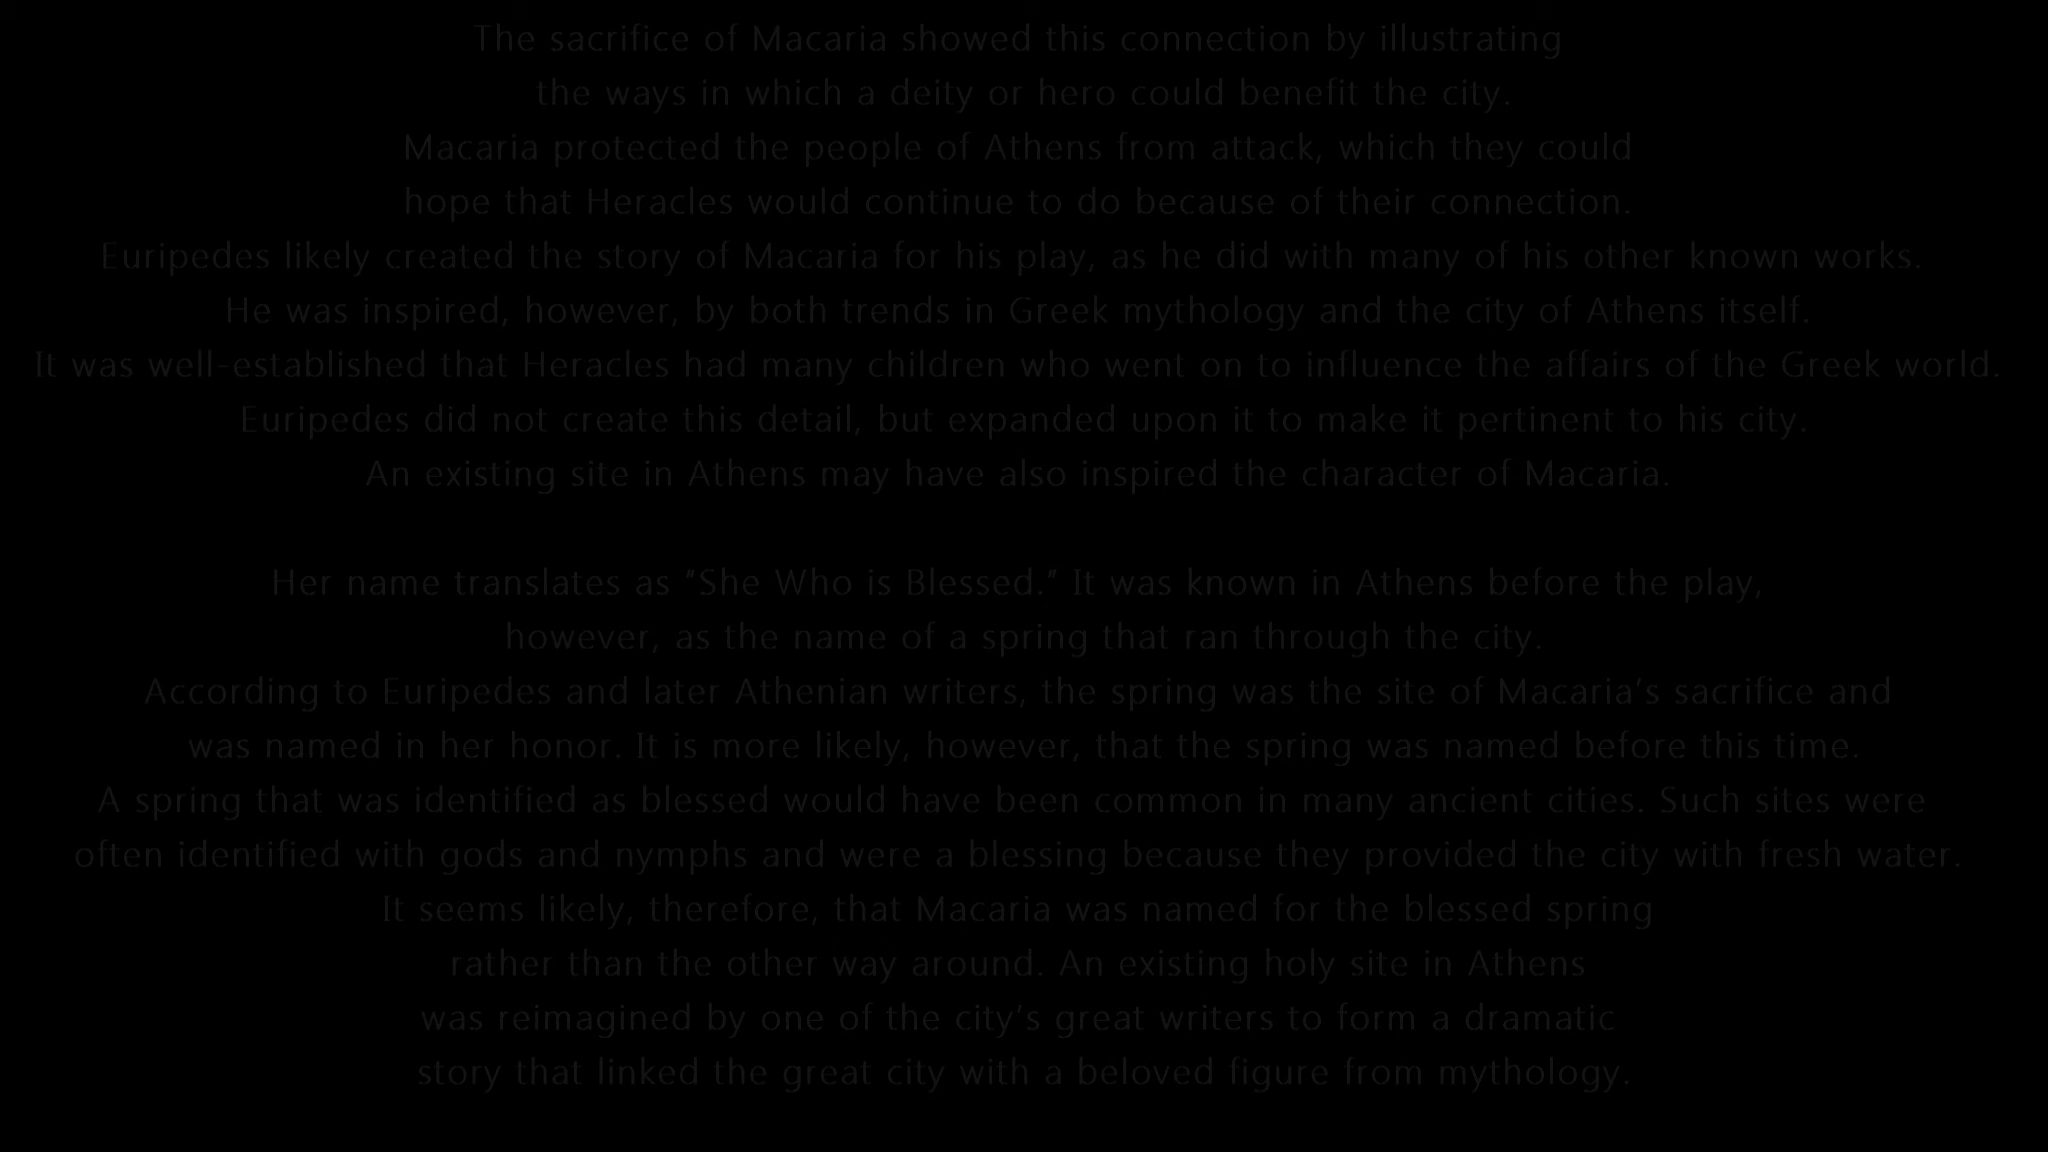 The sacrifice of Macaria showed this connection by illustrating
the ways in which a deity or hero could benefit the city.
Macaria protected the people of Athens from attack, which they could
hope that Heracles would continue to do because of their connection.
Euripedes likely created the story of Macaria for his play, as he did with many of his other known works.
He was inspired, however, by both trends in Greek mythology and the city of Athens itself.
It was well-established that Heracles had many children who went on to influence the affairs of the Greek world.
Euripedes did not create this detail, but expanded upon it to make it pertinent to his city.
An existing site in Athens may have also inspired the character of Macaria.
Her name translates as “She Who is Blessed.” It was known in Athens before the play,
however, as the name of a spring that ran through the city.
According to Euripedes and later Athenian writers, the spring was the site of Macaria’s sacrifice and
was named in her honor. It is more likely, however, that the spring was named before this time.
A spring that was identified as blessed would have been common in many ancient cities. Such sites were
often identified with gods and nymphs and were a blessing because they provided the city with fresh water.
It seems likely, therefore, that Macaria was named for the blessed spring
rather than the other way around. An existing holy site in Athens
was reimagined by one of the city’s great writers to form a dramatic
story that linked the great city with a beloved figure from mythology.